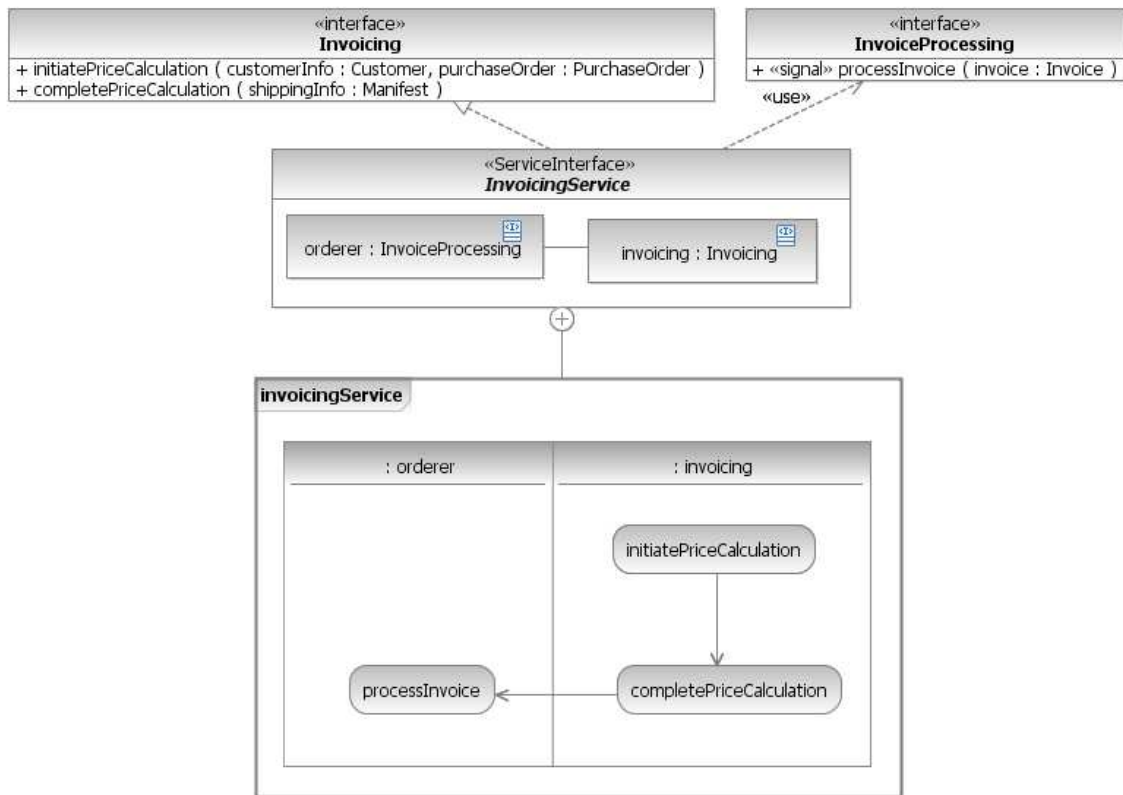 «interface»
Invoicing
+ initiatePriceCalculation ( customerInfo : Customer, purchaseOrder : PurchaseOrder )
+ completePriceCalculation ( shippingInfo : Manifest )
«interface»
InvoiceProcessing
+ «signal» processInvoice ( invoice : Invoice )
«use»
«ServiceInterface»
InvoicingService
orderer : InvoiceProcessing
invoicing : Invoicing
invoicingService
: orderer
: invoicing
initiatePriceCalculation
processInvoice
completePriceCalculation